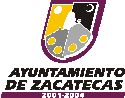 AYUNTAMIENTO
DE ZACATECAS
2001-2004